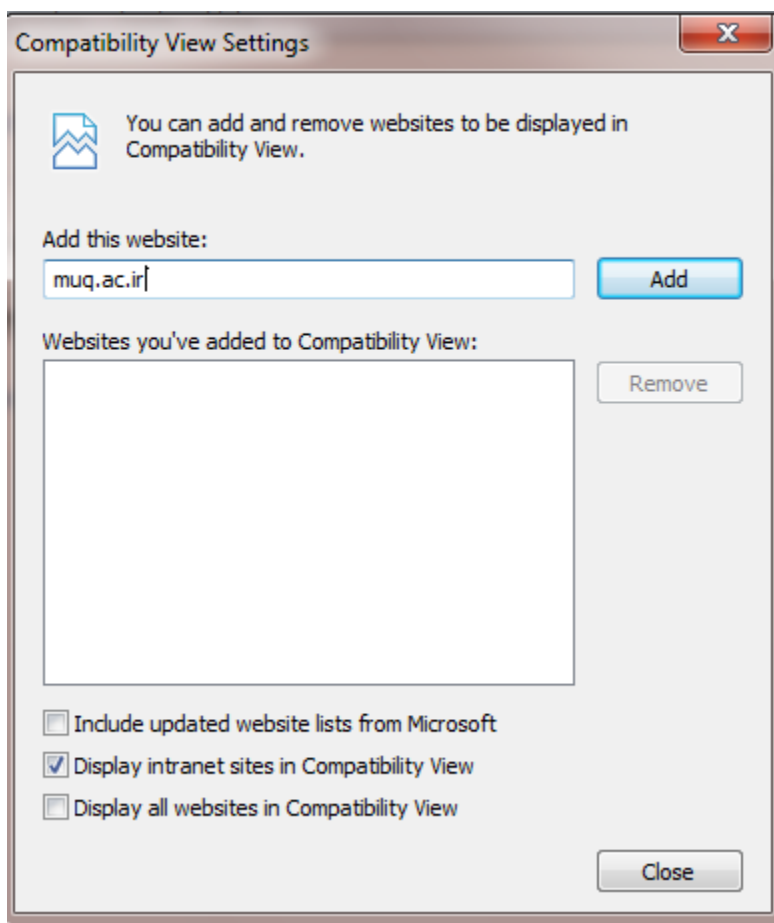 Compatibility View Settings
x
You can add and remove websites to be displayed in
Compatibility View.
Add this website:
muq.ac.ir
Add
Websites you've added to Compatibility View:
Remove
Include updated website lists from Microsoft
Display intranet sites in Compatibility View
Display all websites in Compatibility View
Close